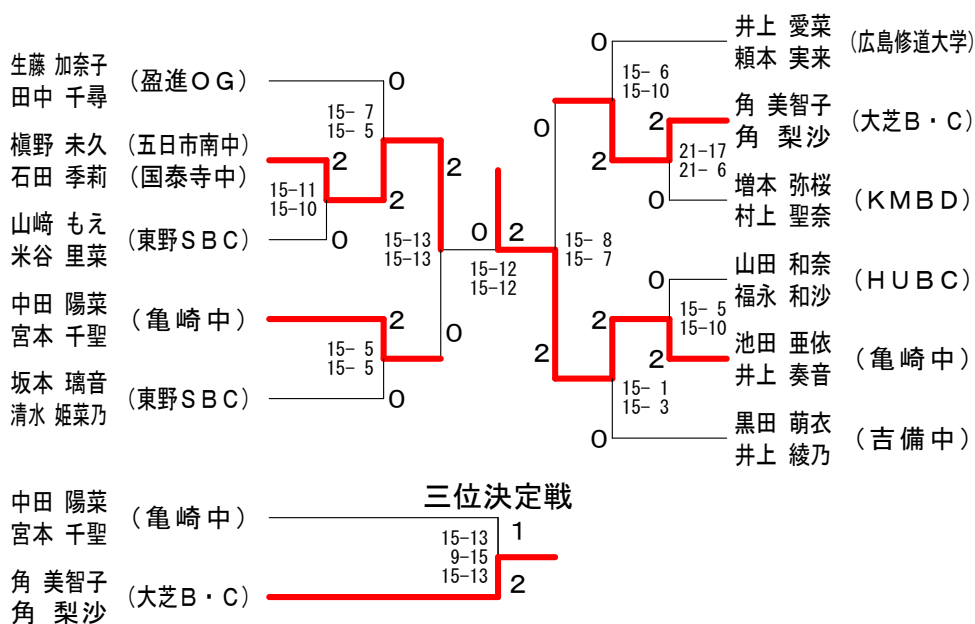 生藤 加奈子
田中 千尋
(盈進ＯＧ)
0
15- 7
15- 5
槇野 未久 (五日市南中)
石田 季莉 (国泰寺中)
2
15-11
15-10
2
山﨑 もえ
米谷 里菜
(東野ＳＢＣ)
0
2
15-13
15-13
中田 陽菜
宮本 千聖
(亀崎中)
2
15- 5
15- 5
0
坂本 璃音
清水 姫菜乃
(東野ＳＢＣ)
0
0 2
15-12
15-12
井上 愛菜
頼本 実来
(広島修道大学)
0
15- 6
15-10
角 美智子
角 梨沙
(大芝Ｂ・Ｃ)
2
0
2
21-17
21- 6
増本 弥桜
村上 聖奈
(ＫＭＢＤ)
0
15- 8
15- 7
山田 和奈
福永 和沙
(ＨＵＢＣ)
0
2
15- 5
15-10
池田 亜依
井上 奏音
(亀崎中)
2
2
15- 1
15- 3
黒田 萌衣
井上 綾乃
(吉備中)
0
三位決定戦
中田 陽菜
宮本 千聖
(亀崎中)
1
15-13
9-15
15-13
角 美智子
角 梨沙
(大芝Ｂ・Ｃ)
2